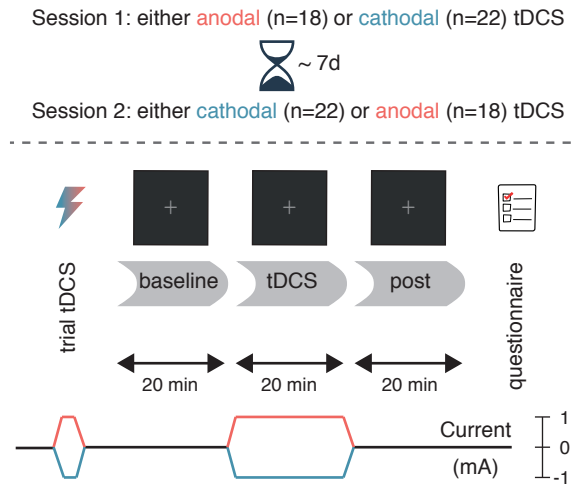 Session 1: either anodal (n=18) or cathodal (n=22) tDCS
~ 7d
Session 2: either cathodal (n=22) or anodal (n=18) tDCS
trial tDCS
baseline
tDCS
post
questionnaire
20 min
20 min
20 min
Current
(mA)
1
0
-1